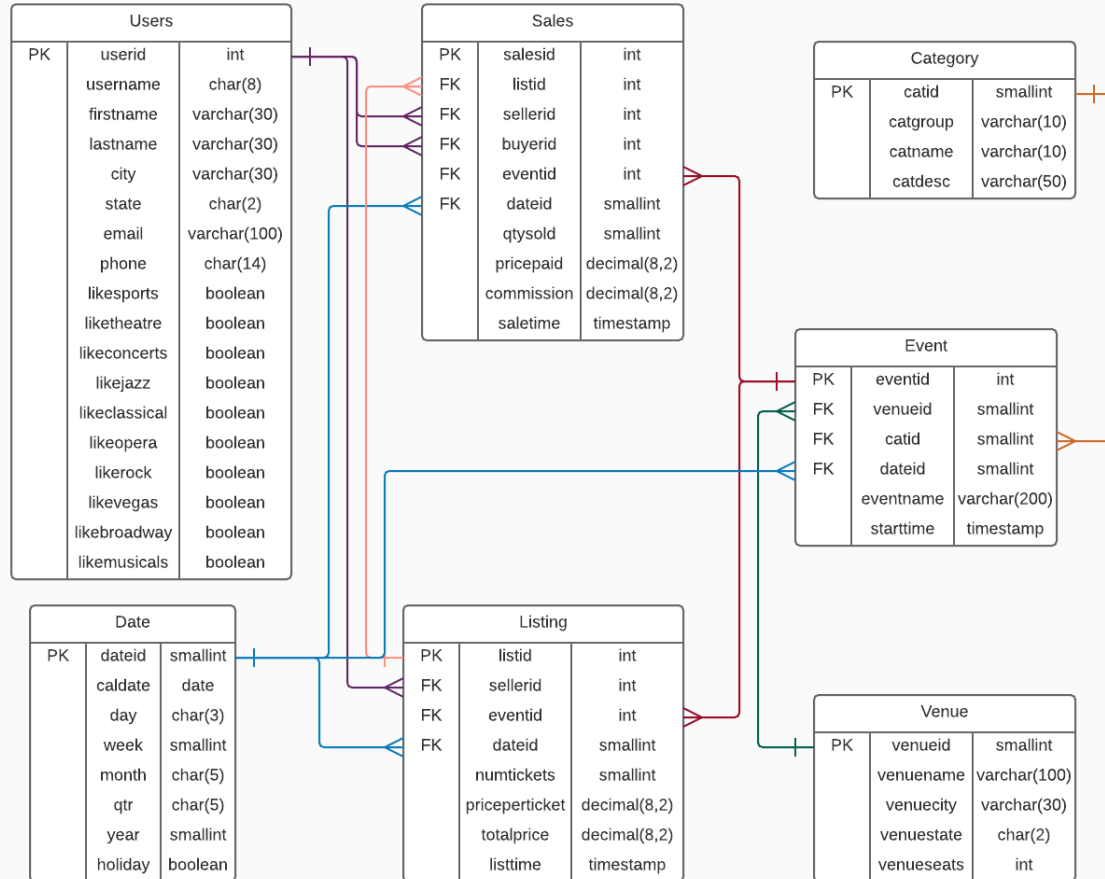 Users
PK userid int
username char(8)
firstname varchar(30)
lastname varchar(30)
city varchar(30)
state char(2)
email varchar(100)
phone char(14)
likesports boolean
liketheatre boolean
likeconcerts boolean
likejazz boolean
likeclassical boolean
likeopera boolean
likerock boolean
likevegas boolean
likebroadway boolean
likemusicals boolean
Sales
PK salesid int
FK listid int
FK sellerid int
FK buyerid int
FK eventid int
FK dateid smallint
qtysold smallint
pricepaid decimal(8,2)
commission decimal(8,2)
saletime timestamp
Category
PK catid smallint
catgroup varchar(10)
catname varchar(10)
catdesc varchar(50)
Event
PK eventid int
FK venueid smallint
FK catid smallint
FK dateid smallint
eventname varchar(200)
starttime timestamp
Date
PK dateid smallint
caldate date
day char(3)
week smallint
month char(5)
qtr char(5)
year smallint
holiday boolean
Listing
PK listid int
FK sellerid int
FK eventid int
FK dateid smallint
numtickets smallint
priceperticket decimal(8,2)
totalprice decimal(8,2)
listtime timestamp
Venue
PK venueid smallint
venuename varchar(100)
venuecity varchar(30)
venuestate char(2)
venueseats int